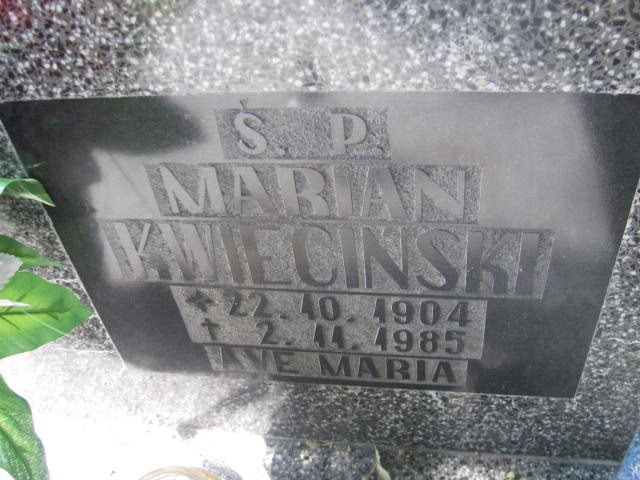 Ś. P.
MARIAN
KWIECIŃSKI
* 22.10.1904
† 2.11.1985
AVE MARIA